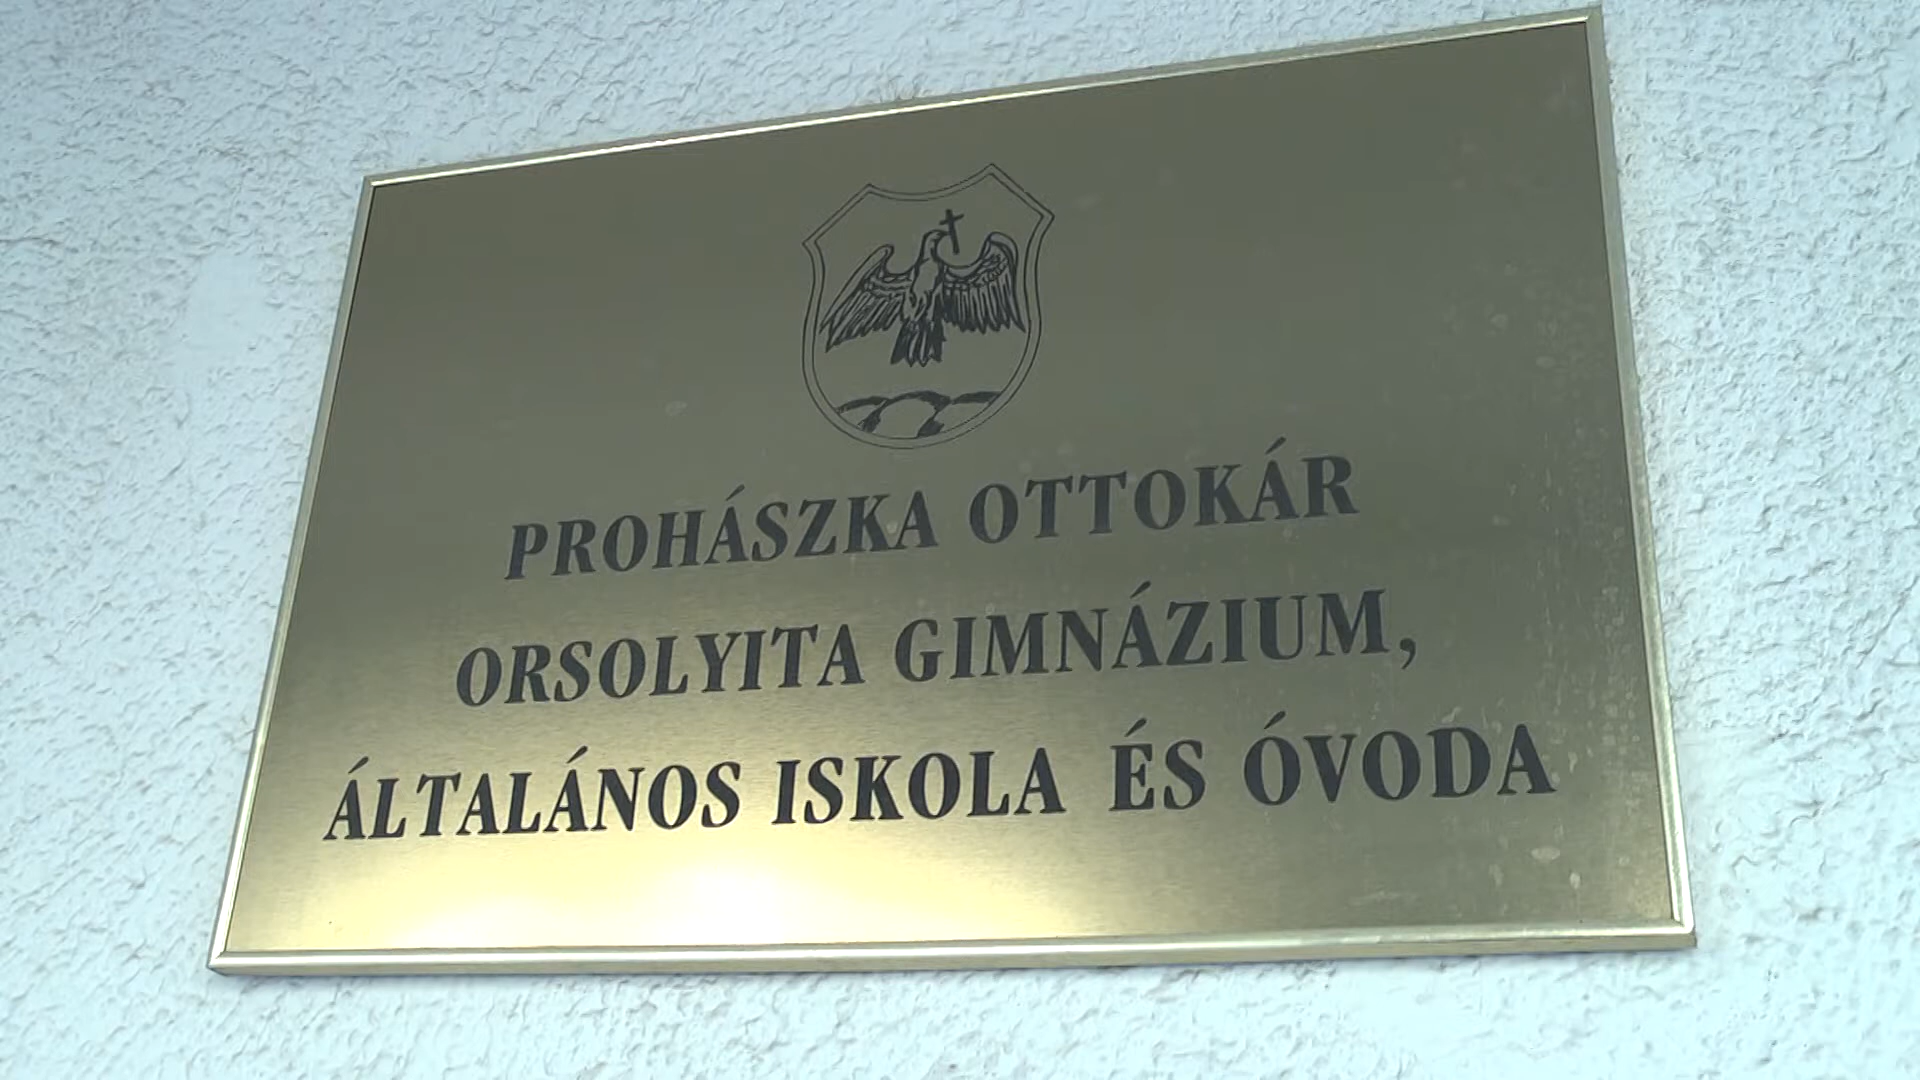 PROHÁSZKA OTTOKÁR
ORSOLYITA GIMNÁZIUM,
ÁLTALÁNOS ISKOLA ÉS ÓVODA